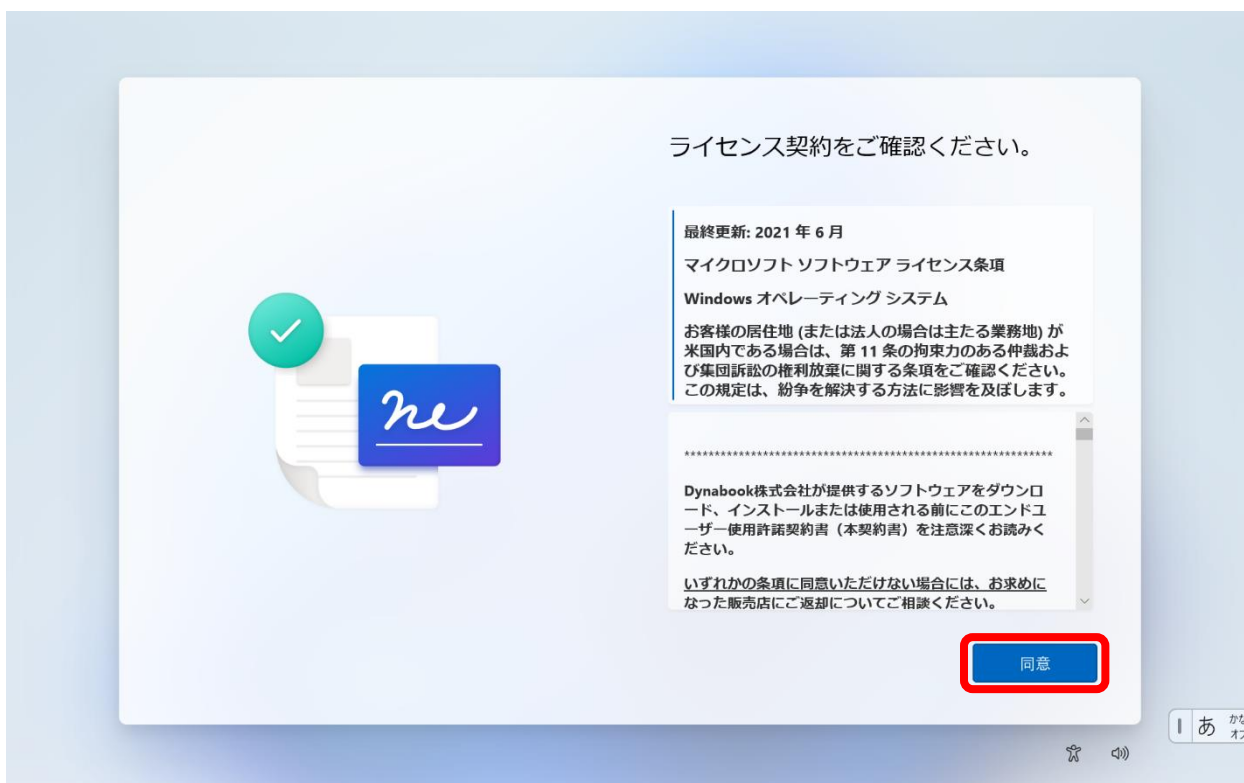 ライセンス契約をご確認ください。
最終更新: 2021 年 6 月
マイクロソフト ソフトウェア ライセンス条項
Windows オペレーティング システム
お客様の居住地 (または法人の場合は主たる業務地) が
米国内である場合は、第 11 条の拘束力のある仲裁およ
び集団訴訟の権利放棄に関する条項をご確認ください。
この規定は、紛争を解決する方法に影響を及ぼします。
*************************************************************
Dynabook株式会社が提供するソフトウェアをダウンロ
ード、インストールまたは使用される前にこのエンドユ
ーザー使用許諾契約書（本契約書）を注意深くお読みく
ださい。
いずれかの条項に同意いただけない場合には、お求めに
なった販売店にご返却についてご相談ください。
同意
あ